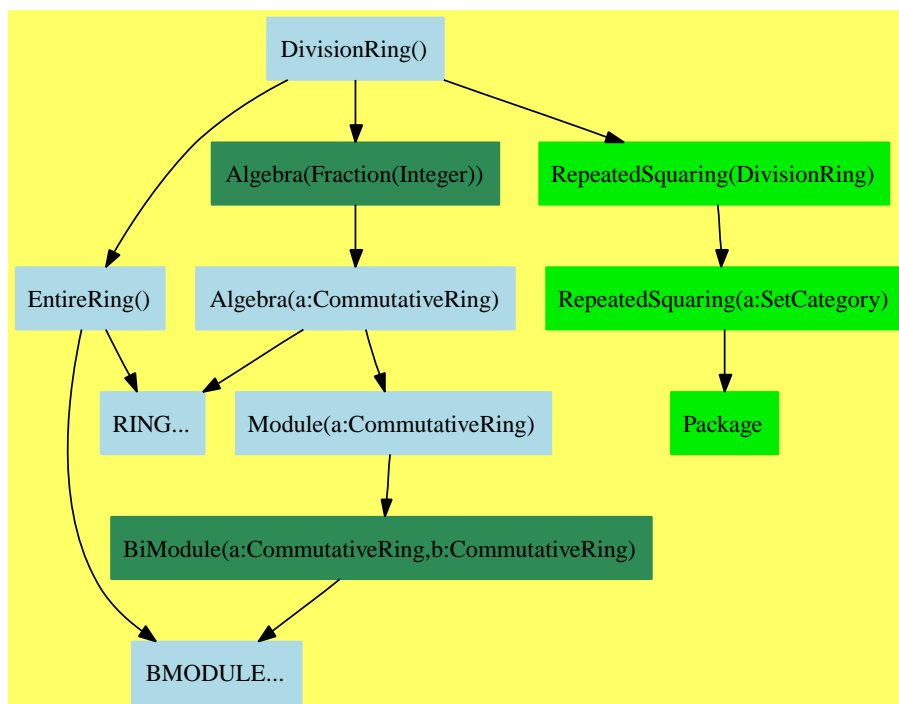 DivisionRing()
Algebra(Fraction(Integer))
RepeatedSquaring(DivisionRing)
EntireRing()
Algebra(a:CommutativeRing)
RepeatedSquaring(a:SetCategory)
RING...
Module(a:CommutativeRing)
Package
BiModule(a:CommutativeRing,b:CommutativeRing)
BMODULE...